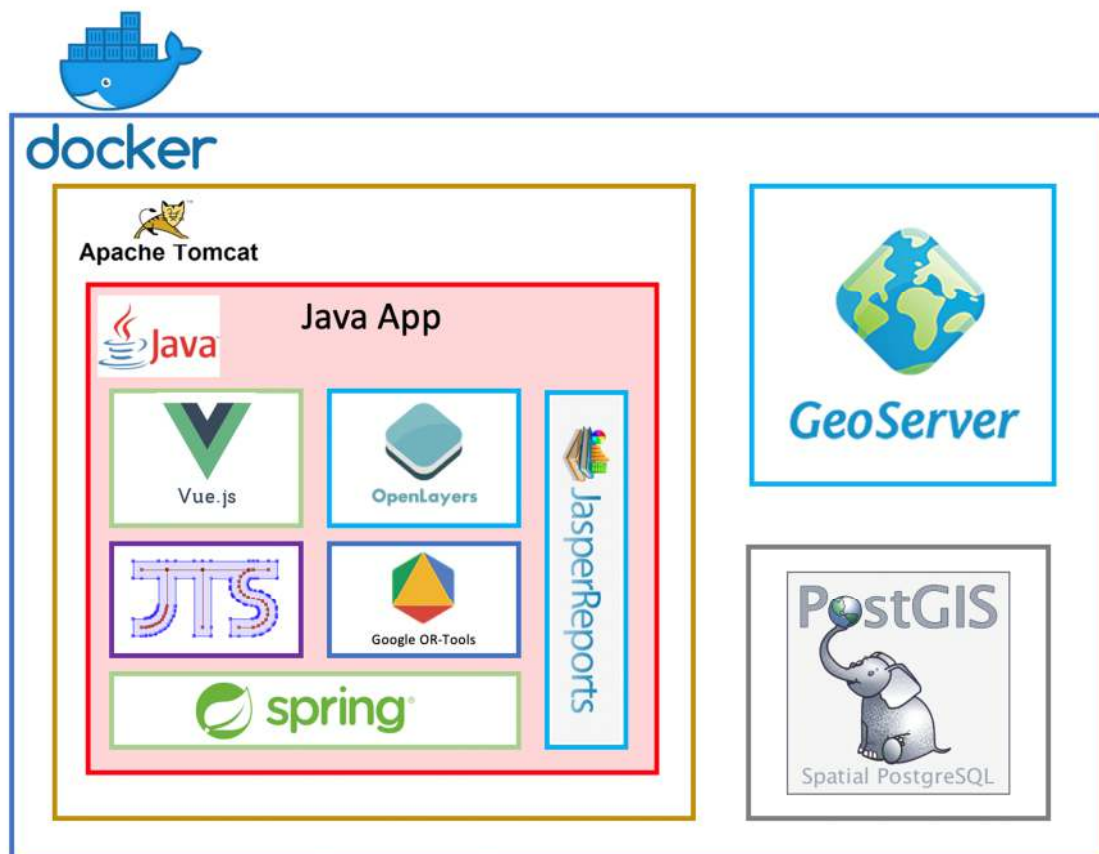 docker
Apache Tomcat
Java
Java App
Vue.js
OpenLayers
JasperReports
JTS
Google OR-Tools
spring
GeoServer
PostGIS
Spatial PostgreSQL